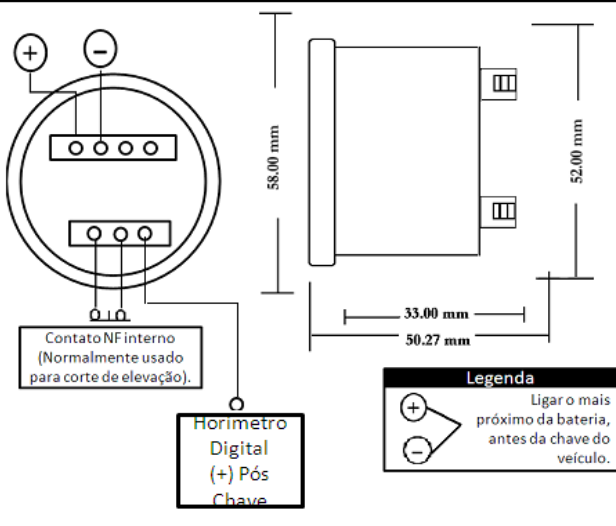 +
−
58.00 mm
52.00 mm
33.00 mm
50.27 mm
Contato NF interno
(Normalmente usado
para corte de elevação).
Horímetro
Digital
(+) Pós
Chave
Legenda
+
−
Ligar o mais
próximo da bateria,
antes da chave do
veículo.